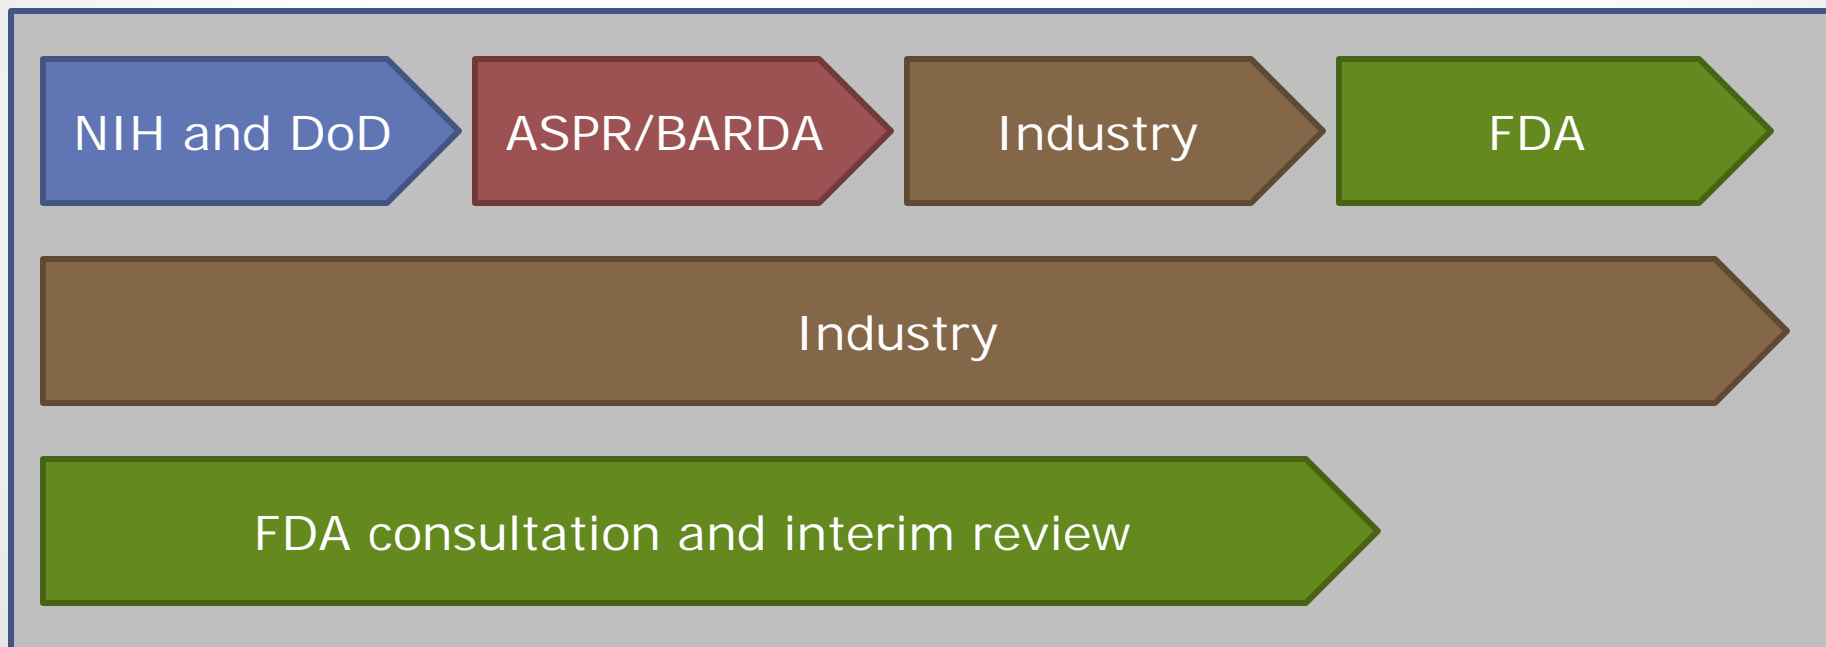 NIH and DoD
ASPR/BARDA
Industry
FDA
Industry
FDA consultation and interim review